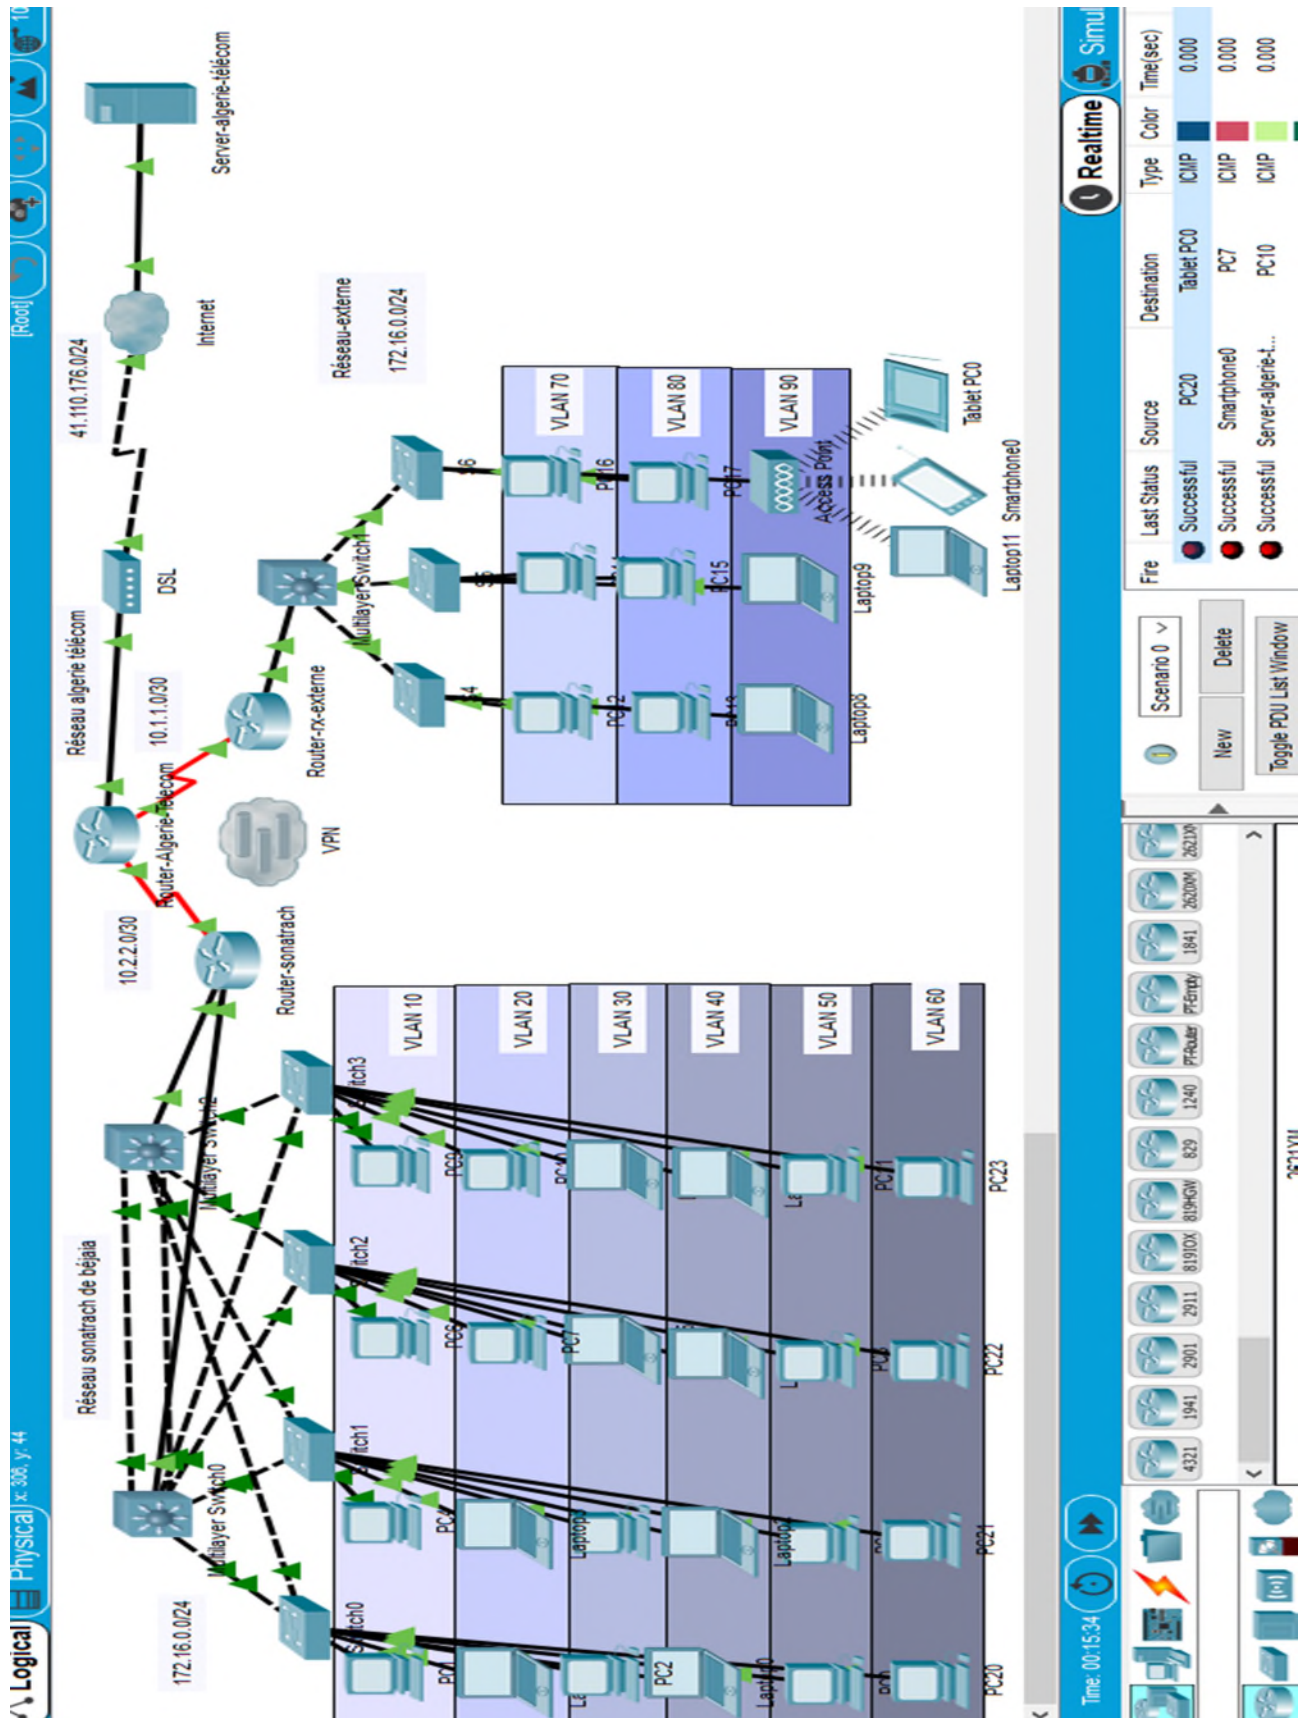 Logical
Physical
x: 306, y: 44
[Root]
Réseau sonatrach de béjaia
172.16.0.0/24
Multilayer Switch0
Multilayer Switch2
10.2.2.0/30
Router-sonatrach
Router-Algerie-Telecom
Réseau algerie télécom
10.1.1.0/30
VPN
Router-rx-externe
DSL
41.110.176.0/24
Internet
Server-algerie-télécom
Réseau-externe
172.16.0.0/24
Multilayer Switch1
S4
S6
Switch0
Switch1
Switch2
Switch3
VLAN 10
VLAN 20
VLAN 30
VLAN 40
VLAN 50
VLAN 60
PC6
PC9
PC7
PC2
Laptop0
PC20
PC21
PC22
PC23
VLAN 70
VLAN 80
VLAN 90
PC16
PC17
PC15
Laptop8
Laptop9
Access Point
Laptop11
Smartphone0
Tablet PC0
Time: 00:15:34
Realtime
Simul
4321
1941
2901
2911
819IOX
819HGW
829
1240
PT-Router
PT-Empty
1841
2620XM
2621XM
Scenario 0
New
Delete
Toggle PDU List Window
Fire Last Status Source Destination Type Color Time(sec)
Successful PC20 Tablet PC0 ICMP 0.000
Successful Smartphone0 PC7 ICMP 0.000
Successful Server-algerie-t... PC10 ICMP 0.000